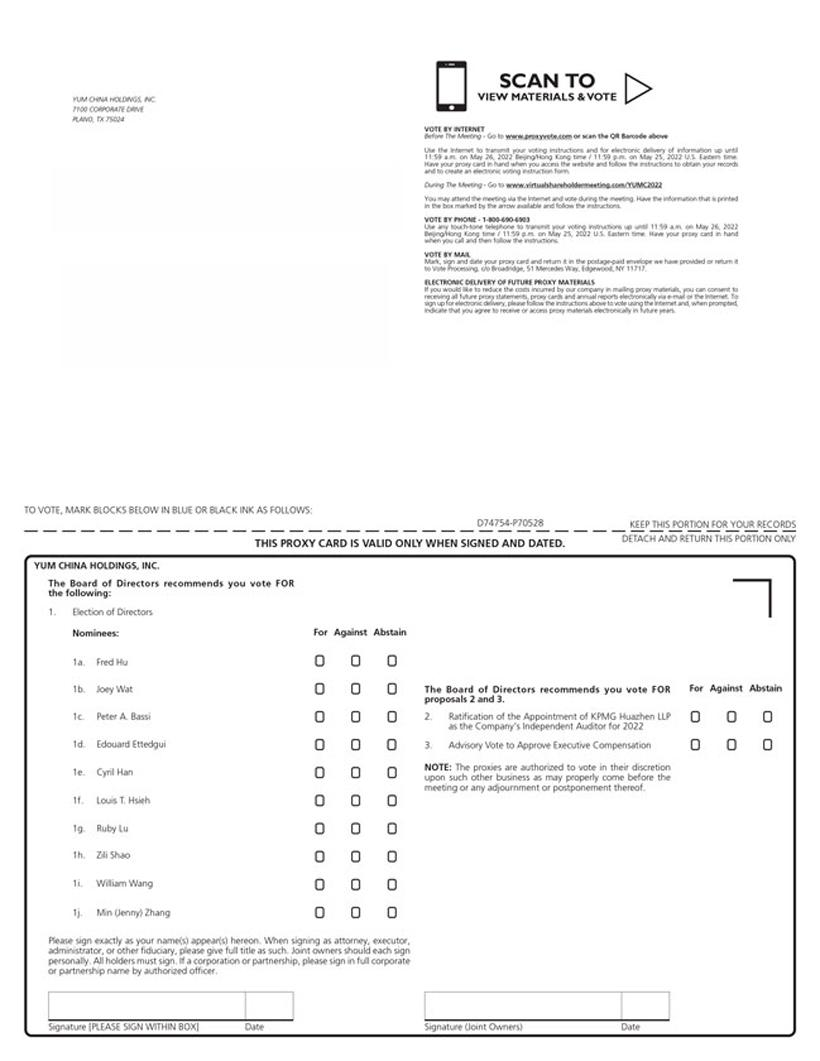 YUM CHINA HOLDINGS, INC.
7100 CORPORATE DRIVE
PLANO, TX 75024
SCAN TO
VIEW MATERIALS & VOTE
VOTE BY INTERNET
Before The Meeting - Go to www.proxyvote.com or scan the QR Barcode above
Use the Internet to transmit your voting instructions and for electronic delivery of information up until
11:59 a.m. on May 26, 2022 Beijing/Hong Kong time / 11:59 p.m. on May 25, 2022 U.S. Eastern time.
Have your proxy card in hand when you access the website and follow the instructions to obtain your records
and to create an electronic voting instruction form.
During The Meeting - Go to www.virtualshareholdermeeting.com/YUMC2022
You may attend the meeting via the Internet and vote during the meeting. Have the information that is printed
in the box marked by the arrow available and follow the instructions.
VOTE BY PHONE - 1-800-690-6903
Use any touch-tone telephone to transmit your voting instructions up until 11:59 a.m. on May 26, 2022
Beijing/Hong Kong time / 11:59 p.m. on May 25, 2022 U.S. Eastern time. Have your proxy card in hand
when you call and then follow the instructions.
VOTE BY MAIL
Mark, sign and date your proxy card and return it in the postage-paid envelope we have provided or return it
to Vote Processing, c/o Broadridge, 51 Mercedes Way, Edgewood, NY 11717.
ELECTRONIC DELIVERY OF FUTURE PROXY MATERIALS
If you would like to reduce the costs incurred by our company in mailing proxy materials, you can consent to
receiving all future proxy statements, proxy cards and annual reports electronically via e-mail or the Internet. To
sign up for electronic delivery, please follow the instructions above to vote using the Internet and, when prompted,
indicate that you agree to receive or access proxy materials electronically in future years.
TO VOTE, MARK BLOCKS BELOW IN BLUE OR BLACK INK AS FOLLOWS:
D74754-P70528
KEEP THIS PORTION FOR YOUR RECORDS
DETACH AND RETURN THIS PORTION ONLY
THIS PROXY CARD IS VALID ONLY WHEN SIGNED AND DATED.
YUM CHINA HOLDINGS, INC.
The Board of Directors recommends you vote FOR
the following:
1. Election of Directors
Nominees: For Against Abstain
1a. Fred Hu
1b. Joey Wat
1c. Peter A. Bassi
1d. Edouard Ettedgui
1e. Cyril Han
1f. Louis T. Hsieh
1g. Ruby Lu
1h. Zili Shao
1i. William Wang
1j. Min (Jenny) Zhang
The Board of Directors recommends you vote FOR
proposals 2 and 3.
For Against Abstain
2. Ratification of the Appointment of KPMG Huazhen LLP
as the Company's Independent Auditor for 2022
3. Advisory Vote to Approve Executive Compensation
NOTE: The proxies are authorized to vote in their discretion
upon such other business as may properly come before the
meeting or any adjournment or postponement thereof.
Please sign exactly as your name(s) appear(s) hereon. When signing as attorney, executor,
administrator, or other fiduciary, please give full title as such. Joint owners should each sign
personally. All holders must sign. If a corporation or partnership, please sign in full corporate
or partnership name by authorized officer.
Signature [PLEASE SIGN WITHIN BOX] Date
Signature (Joint Owners) Date